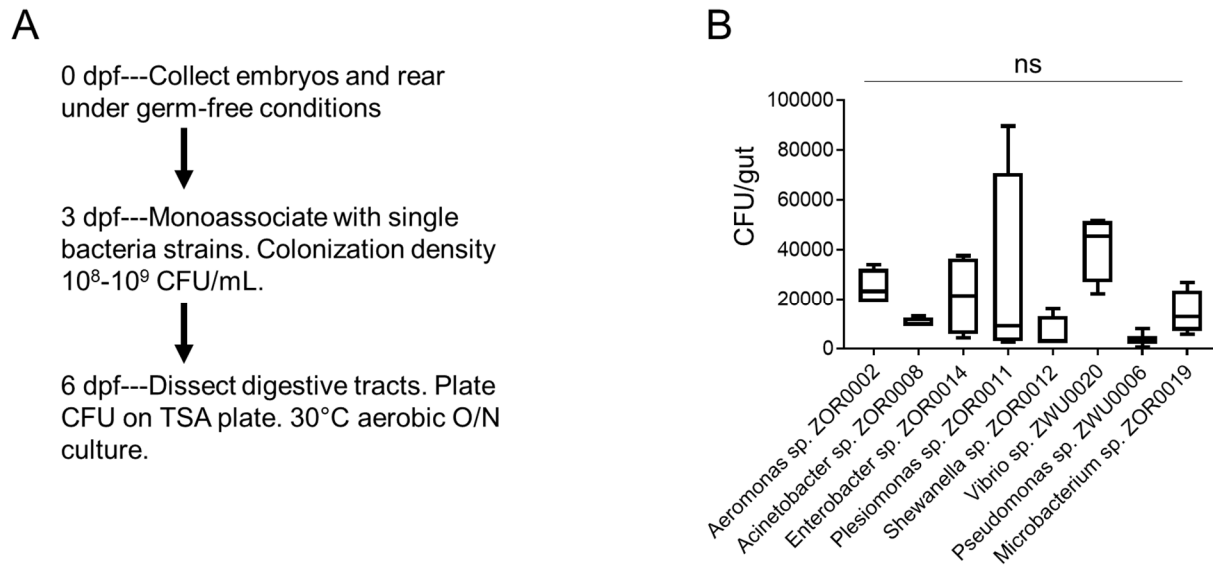 A
0 dpf---Collect embryos and rear
under germ-free conditions
3 dpf---Monoassociate with single
bacteria strains. Colonization density
10⁸-10⁹ CFU/mL.
6 dpf---Dissect digestive tracts. Plate
CFU on TSA plate. 30°C aerobic O/N
culture.
B
ns
CFU/gut
100000
80000
60000
40000
20000
0
Aeromonas sp. ZOR0002
Acinetobacter sp. ZOR0008
Enterobacter sp. ZOR0014
Plesiomonas sp. ZOR0011
Shewanella sp. ZOR0012
Vibrio sp. ZWU0020
Pseudomonas sp. ZWU0006
Microbacterium sp. ZOR0019